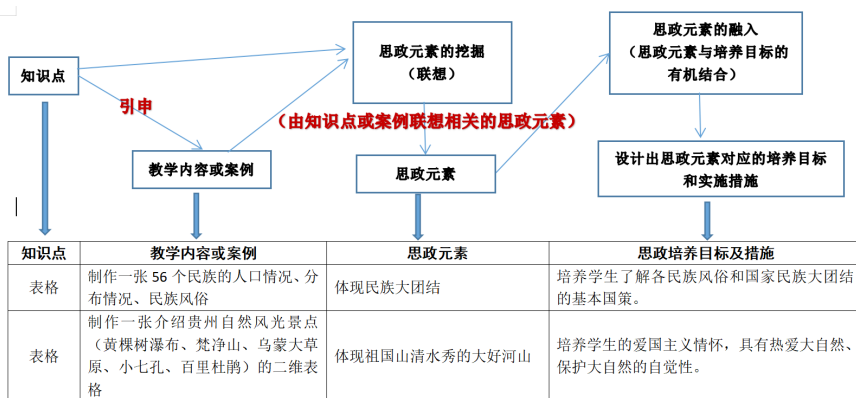 思政元素的融入
（思政元素与培养目标的
有机结合）
思政元素的挖掘
（联想）
知识点
引申
（由知识点或案例联想相关的思政元素）
教学内容或案例
思政元素
设计出思政元素对应的培养目标
和实施措施
知识点 教学内容或案例 思政元素 思政培养目标及措施
表格
制作一张 56 个民族的人口情况、分
布情况、民族风俗
体现民族大团结
培养学生了解各民族风俗和国家民族大团结
的基本国策。
表格
制作一张介绍贵州自然风光景点
（黄棵树瀑布、梵净山、乌蒙大草
原、小七孔、百里杜鹃）的二维表
格
体现祖国山清水秀的大好河山
培养学生的爱国主义情怀，具有热爱大自然、
保护大自然的自觉性。